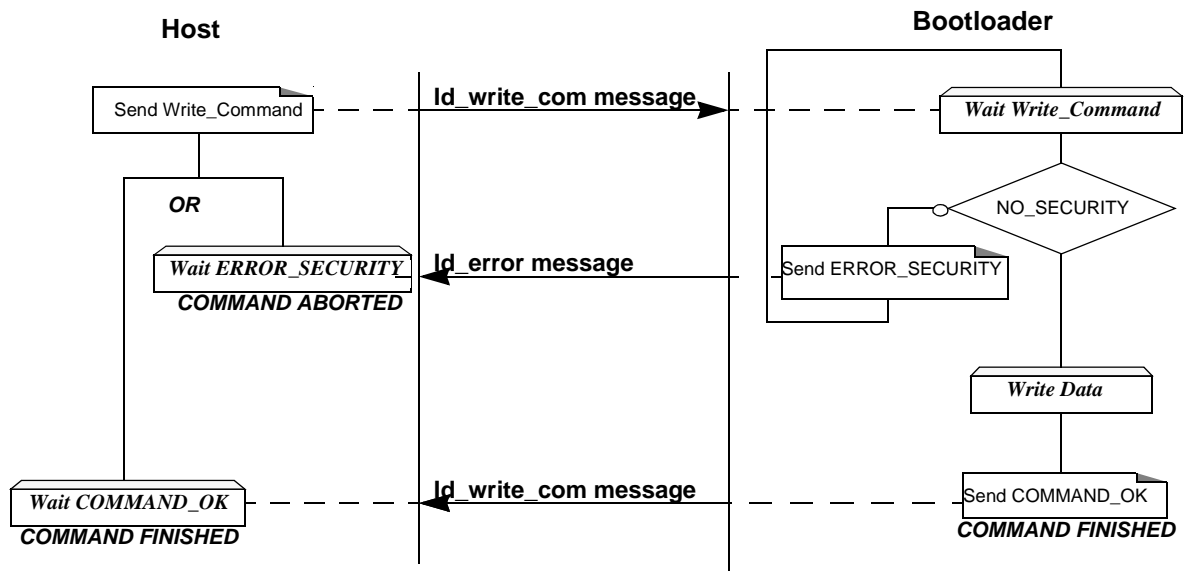 Host
Bootloader
Send Write_Command
Id_write_com message
Wait Write_Command
OR
NO_SECURITY
Wait ERROR_SECURITY
Id_error message
Send ERROR_SECURITY
COMMAND ABORTED
Write Data
Wait COMMAND_OK
Id_write_com message
Send COMMAND_OK
COMMAND FINISHED
COMMAND FINISHED